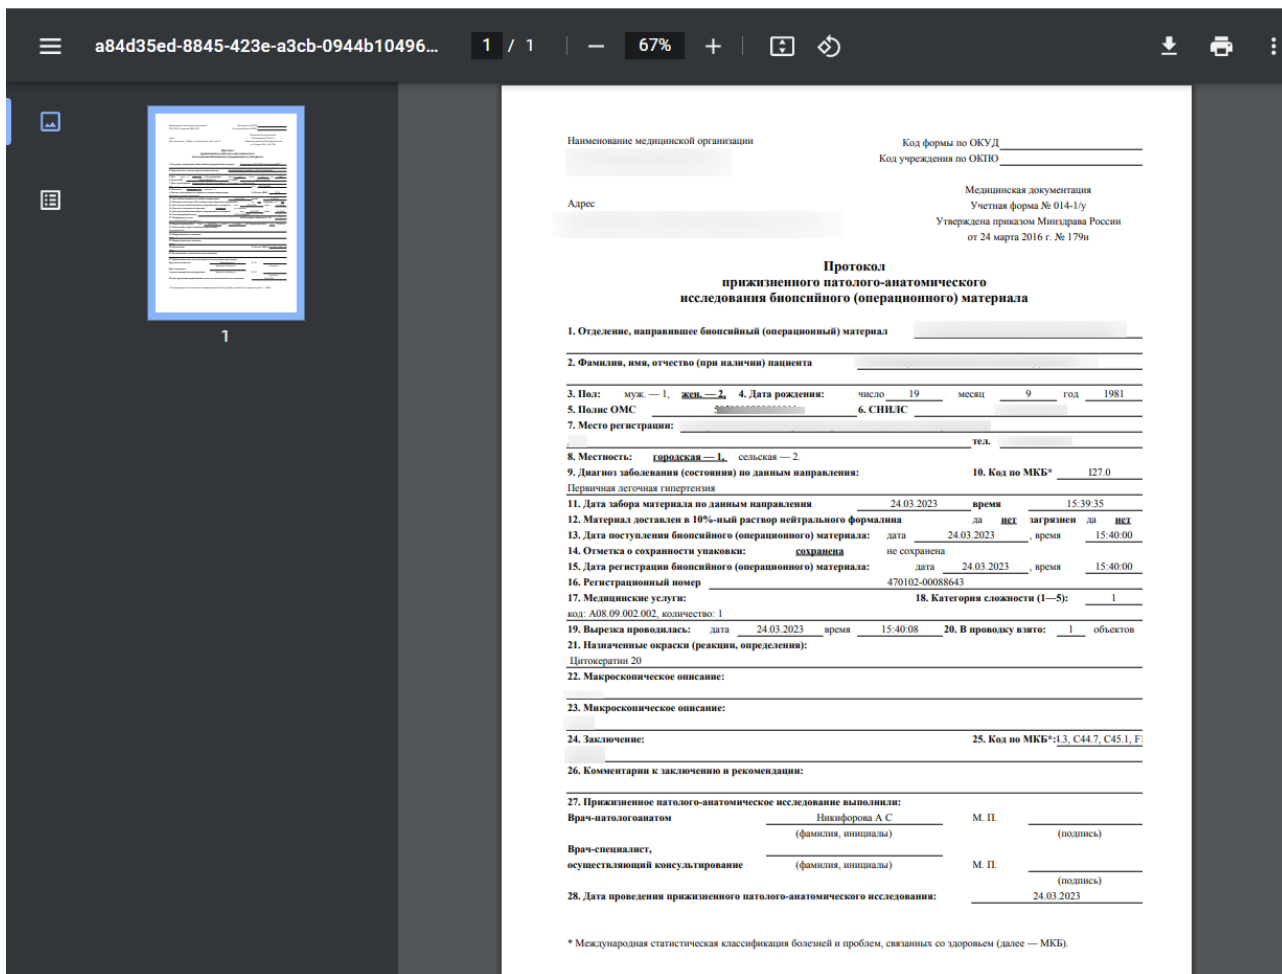 a84d35ed-8845-423e-a3cb-0944b10496... 1 / 1 67%
1
Наименование медицинской организации
Код формы по ОКУД
Код учреждения по ОКПО
Адрес
Медицинская документация
Учетная форма № 014-1/у
Утверждена приказом Минздрава России
от 24 марта 2016 г. № 179н
Протокол
прижизненного патолого-анатомического
исследования биопсийного (операционного) материала
1. Отделение, направившее биопсийный (операционный) материал
2. Фамилия, имя, отчество (при наличии) пациента
3. Пол: муж. — 1, жен. — 2, 4. Дата рождения: число 19 месяц 9 год 1981
5. Полис ОМС 6. СНИЛС
7. Место регистрации:
тел.
8. Местность: городская — 1, сельская — 2.
9. Диагноз заболевания (состояния) по данным направления: 10. Код по МКБ* I27.0
Первичная легочная гипертензия
11. Дата забора материала по данным направления 24.03.2023 время 15:39:35
12. Материал доставлен в 10%-ный раствор нейтрального формалина да нет загрязнен да нет
13. Дата поступления биопсийного (операционного) материала: дата 24.03.2023 , время 15:40:00
14. Отметка о сохранности упаковки: сохранена не сохранена
15. Дата регистрации биопсийного (операционного) материала: дата 24.03.2023 , время 15:40:00
16. Регистрационный номер 470102-00088643
17. Медицинские услуги: 18. Категория сложности (1—5): 1
код: A08.09.002.002, количество: 1
19. Вырезка проводилась: дата 24.03.2023 время 15:40:08 20. В проводку взято: 1 объектов
21. Назначенные окраски (реакции, определения):
Цитокератин 20
22. Макроскопическое описание:
23. Микроскопическое описание:
24. Заключение: 25. Код по МКБ*: C44.7, C45.1,
26. Комментарии к заключению и рекомендации:
27. Прижизненное патолого-анатомическое исследование выполнили:
Врач-патологоанатом Никифорова А С М. П.
(фамилия, инициалы) (подпись)
Врач-специалист,
осуществляющий консультирование (фамилия, инициалы) М. П.
(подпись)
28. Дата проведения прижизненного патолого-анатомического исследования: 24.03.2023
* Международная статистическая классификация болезней и проблем, связанных со здоровьем (далее — МКБ).